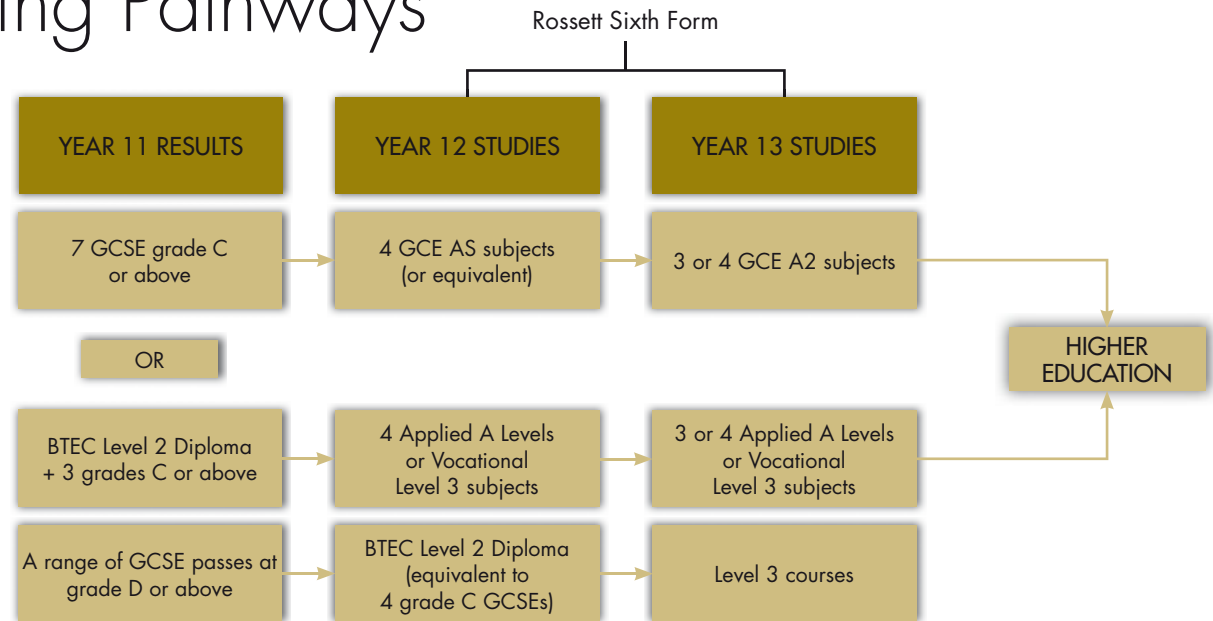 Pathways
Rossett Sixth Form
YEAR 11 RESULTS
YEAR 12 STUDIES
YEAR 13 STUDIES
7 GCSE grade C
or above
4 GCE AS subjects
(or equivalent)
3 or 4 GCE A2 subjects
OR
HIGHER
EDUCATION
BTEC Level 2 Diploma
+ 3 grades C or above
4 Applied A Levels
or Vocational
Level 3 subjects
3 or 4 Applied A Levels
or Vocational
Level 3 subjects
A range of GCSE passes at
grade D or above
BTEC Level 2 Diploma
(equivalent to
4 grade C GCSEs)
Level 3 courses